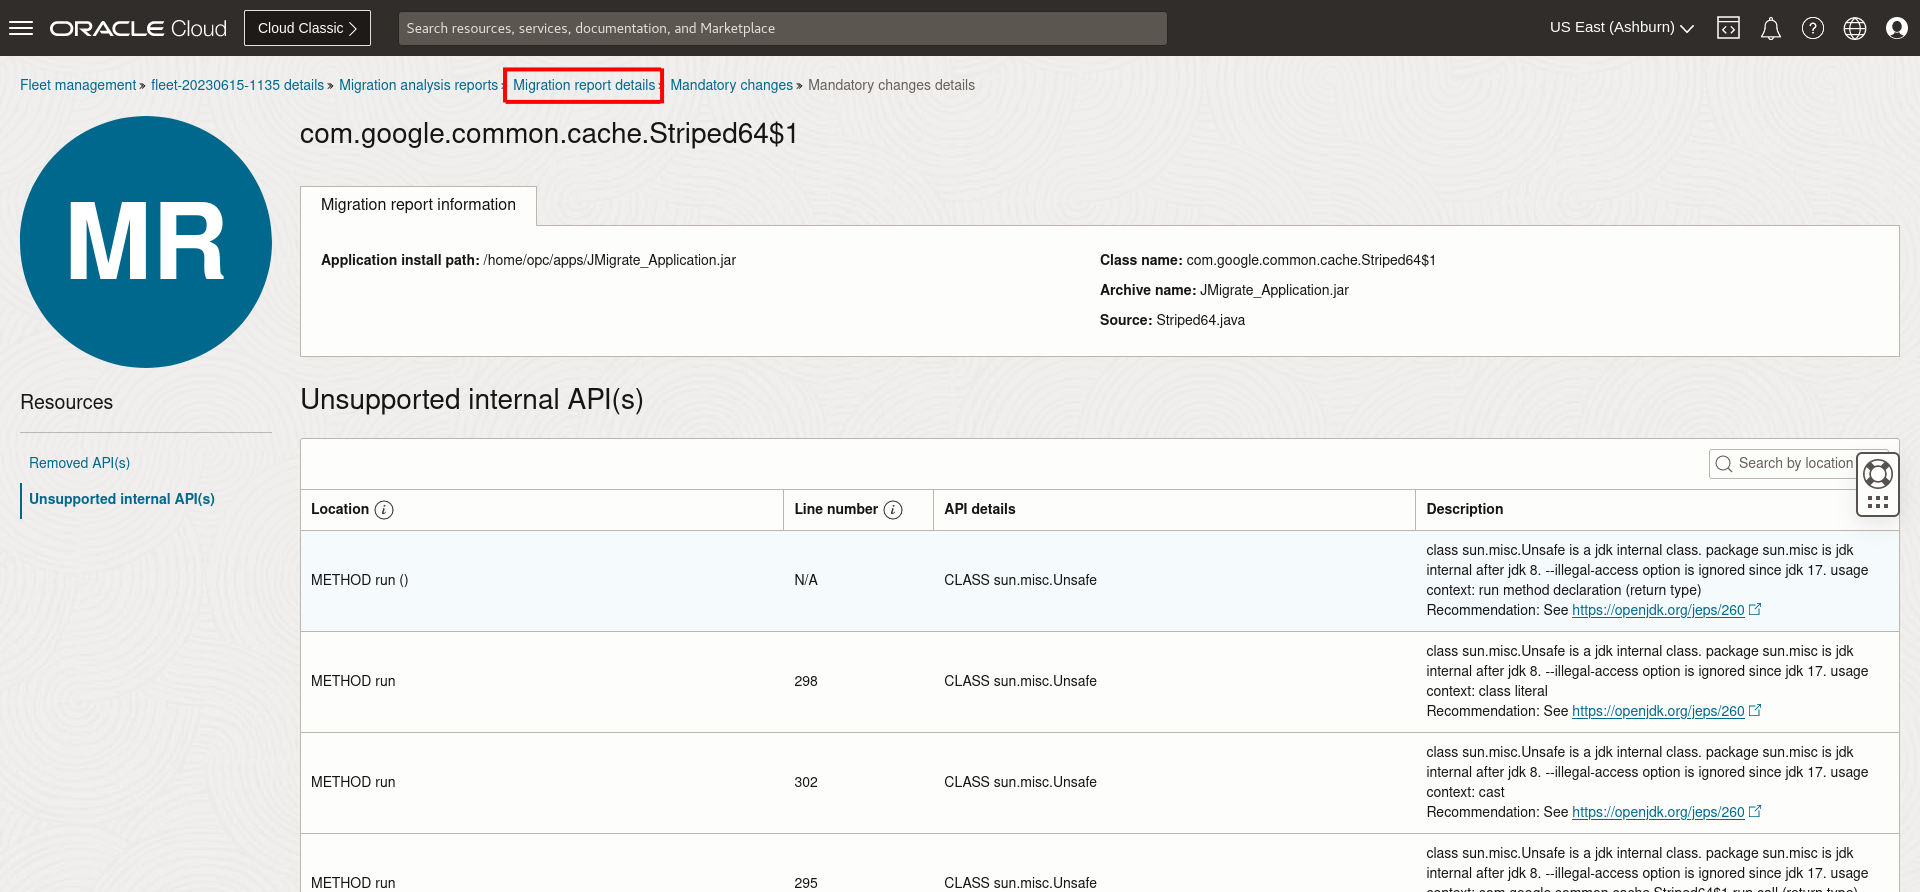 ORACLE Cloud
Cloud Classic
Search resources, services, documentation, and Marketplace
US East (Ashburn)
Fleet management » fleet-20230615-1135 details » Migration analysis reports » Migration report details » Mandatory changes » Mandatory changes details
MR
com.google.common.cache.Striped64$1
Migration report information
Application install path: /home/opc/apps/JMigrate_Application.jar
Class name: com.google.common.cache.Striped64$1
Archive name: JMigrate_Application.jar
Source: Striped64.java
Resources
Removed API(s)
Unsupported internal API(s)
Unsupported internal API(s)
Search by location
Location
Line number
API details
Description
METHOD run ()
N/A
CLASS sun.misc.Unsafe
class sun.misc.Unsafe is a jdk internal class. package sun.misc is jdk
internal after jdk 8. --illegal-access option is ignored since jdk 17. usage
context: run method declaration (return type)
Recommendation: See https://openjdk.org/jeps/260
METHOD run
298
CLASS sun.misc.Unsafe
class sun.misc.Unsafe is a jdk internal class. package sun.misc is jdk
internal after jdk 8. --illegal-access option is ignored since jdk 17. usage
context: class literal
Recommendation: See https://openjdk.org/jeps/260
METHOD run
302
CLASS sun.misc.Unsafe
class sun.misc.Unsafe is a jdk internal class. package sun.misc is jdk
internal after jdk 8. --illegal-access option is ignored since jdk 17. usage
context: cast
Recommendation: See https://openjdk.org/jeps/260
METHOD run
295
CLASS sun.misc.Unsafe
class sun.misc.Unsafe is a jdk internal class. package sun.misc is jdk
internal after jdk 8. --illegal-access option is ignored since jdk 17. usage
context: com.google.common.cache.Striped64$1.run call (return type)